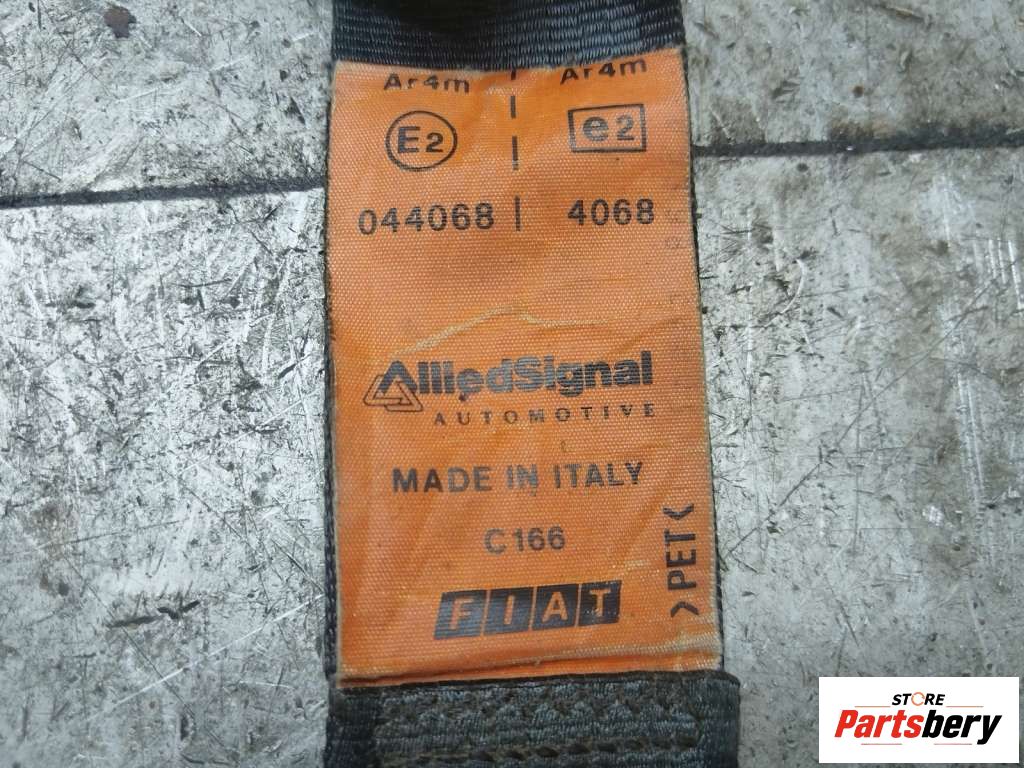 Ar4m Ar4m
E2 e2
044068 4068
AlliedSignal
AUTOMOTIVE
MADE IN ITALY
C166
>PET<
FIAT
STORE
Partsbery